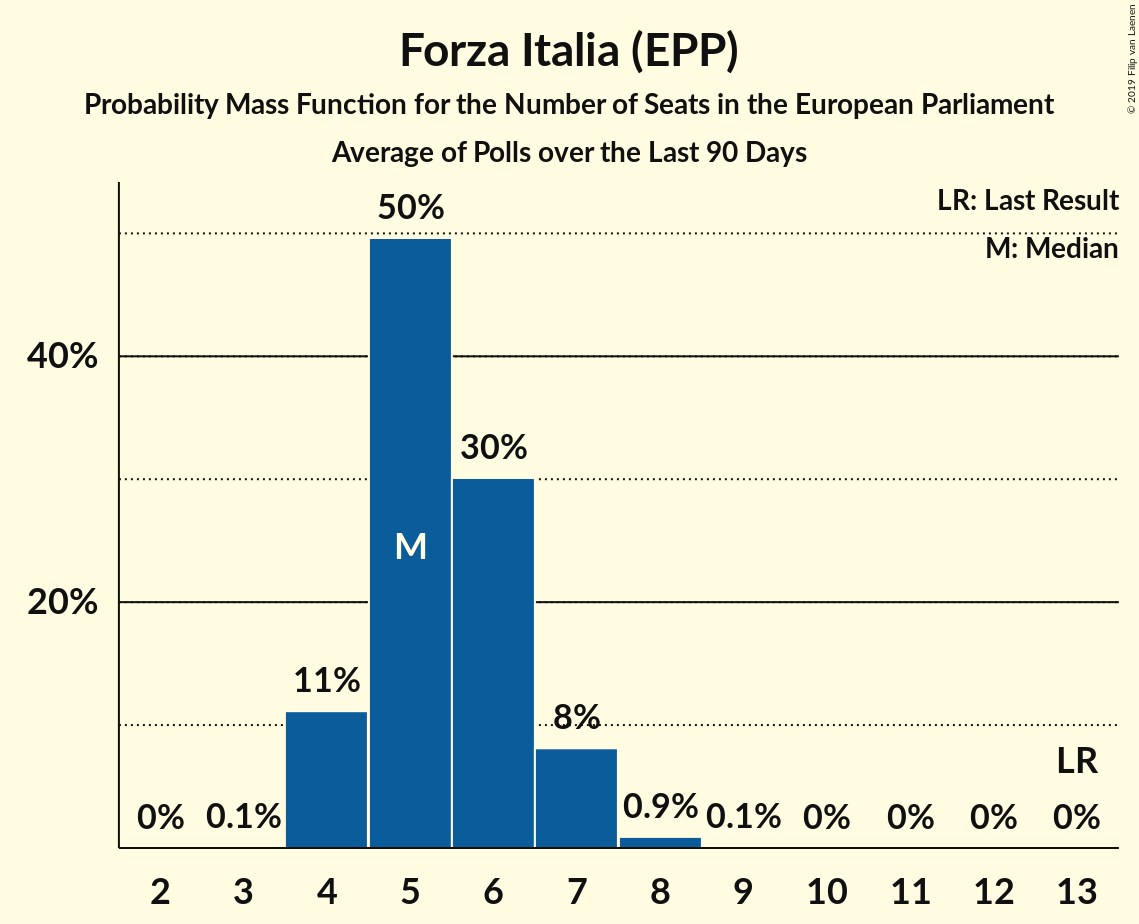 Forza Italia (EPP)
Probability Mass Function for the Number of Seats in the European Parliament
Average of Polls over the Last 90 Days
© 2019 Filip van Laenen
LR: Last Result
M: Median
50%
40%
30%
M
20%
11%
8%
LR
0% 0.1% 0.9% 0.1% 0% 0% 0% 0%
2 3 4 5 6 7 8 9 10 11 12 13